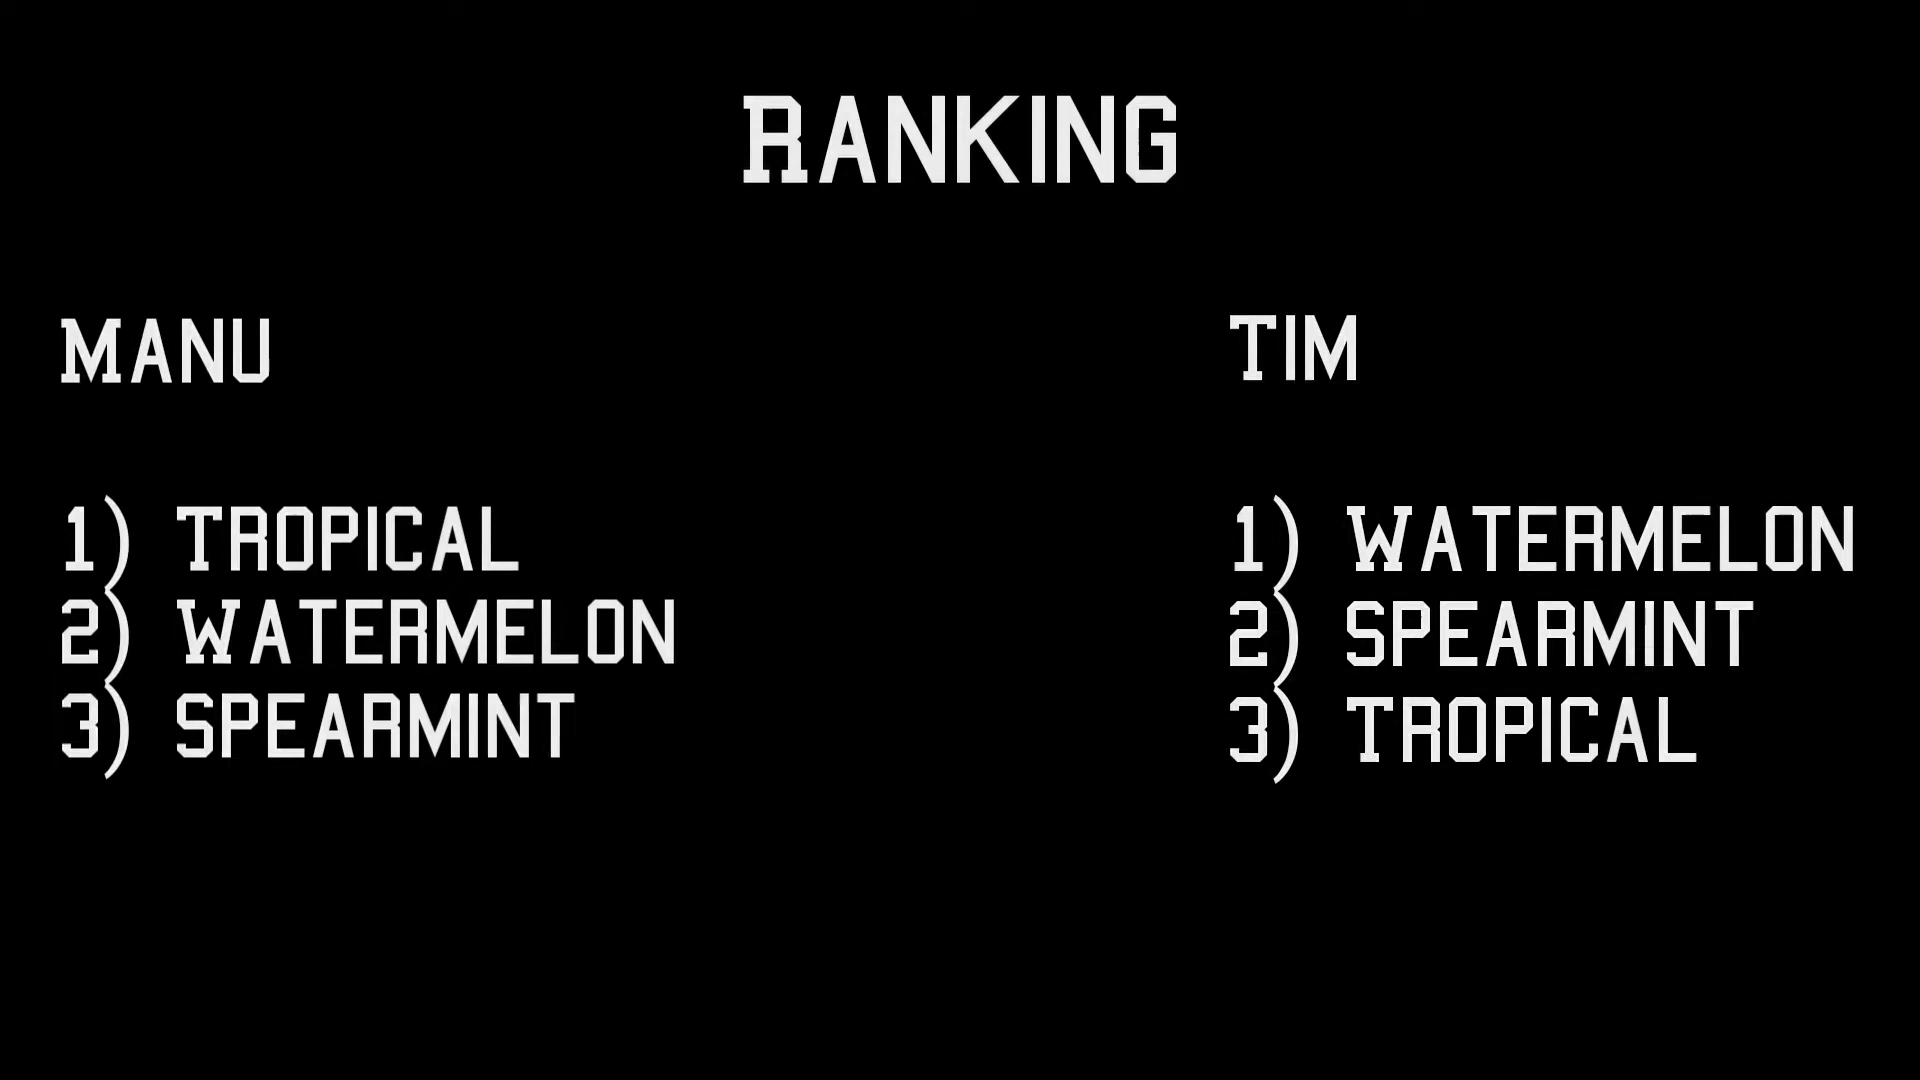 RANKING
MANU
1) TROPICAL
2) WATERMELON
3) SPEARMINT
TIM
1) WATERMELON
2) SPEARMINT
3) TROPICAL